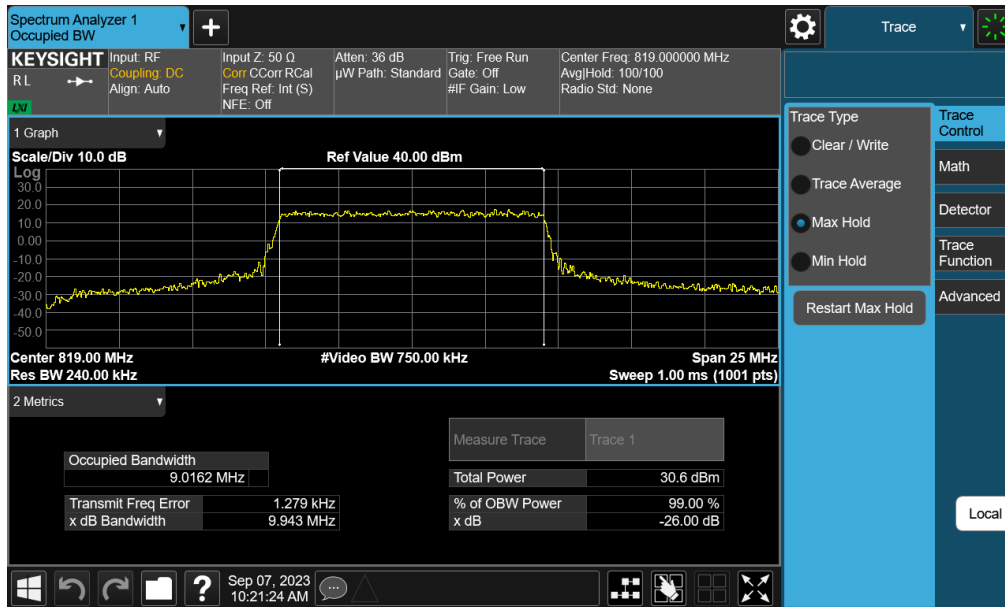 Spectrum Analyzer 1
Occupied BW
+
Trace
KEYSIGHT
R L
LXI
Input: RF
Coupling: DC
Align: Auto
Input Z: 50 Ω
Corr CCorr RCal
Freq Ref: Int (S)
NFE: Off
Atten: 36 dB
µW Path: Standard
Trig: Free Run
Gate: Off
#IF Gain: Low
Center Freq: 819.000000 MHz
Avg|Hold: 100/100
Radio Std: None
1 Graph
Scale/Div 10.0 dB
Ref Value 40.00 dBm
Log
30.0
20.0
10.0
0.00
-10.0
-20.0
-30.0
-40.0
-50.0
Center 819.00 MHz
#Video BW 750.00 kHz
Span 25 MHz
Res BW 240.00 kHz
Sweep 1.00 ms (1001 pts)
2 Metrics
Measure Trace
Trace 1
Occupied Bandwidth
9.0162 MHz
Total Power
30.6 dBm
Transmit Freq Error
1.279 kHz
% of OBW Power
99.00 %
x dB Bandwidth
9.943 MHz
x dB
-26.00 dB
Trace Type
Clear / Write
Trace Average
Max Hold
Min Hold
Restart Max Hold
Trace
Control
Math
Detector
Trace
Function
Advanced
Local
?
Sep 07, 2023
10:21:24 AM